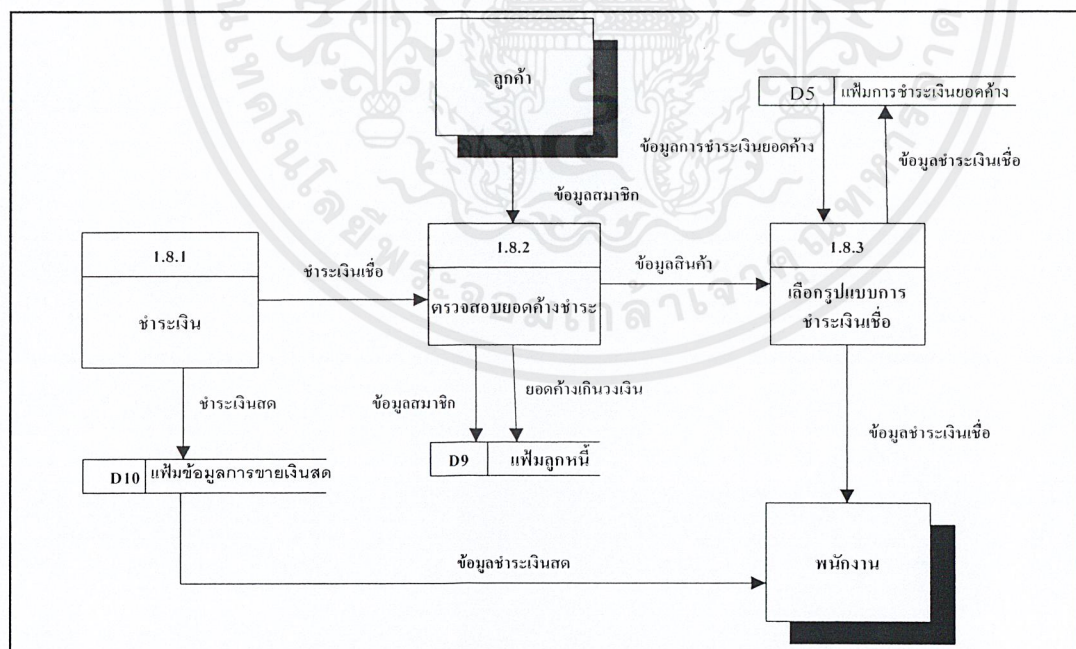 ลูกค้า
D5 แฟ้มการชำระเงินยอดค้าง
ข้อมูลการชำระเงินยอดค้าง
ข้อมูลชำระเงินเชื่อ
ข้อมูลสมาชิก
1.8.1
ชำระเงิน
ชำระเงินเชื่อ
1.8.2
ตรวจสอบยอดค้างชำระ
ข้อมูลสินค้า
1.8.3
เลือกรูปแบบการ
ชำระเงินเชื่อ
ชำระเงินสด
ข้อมูลสมาชิก
ยอดค้างเกินวงเงิน
ข้อมูลชำระเงินเชื่อ
D10 แฟ้มข้อมูลการขายเงินสด
D9 แฟ้มลูกหนี้
ข้อมูลชำระเงินสด
พนักงาน